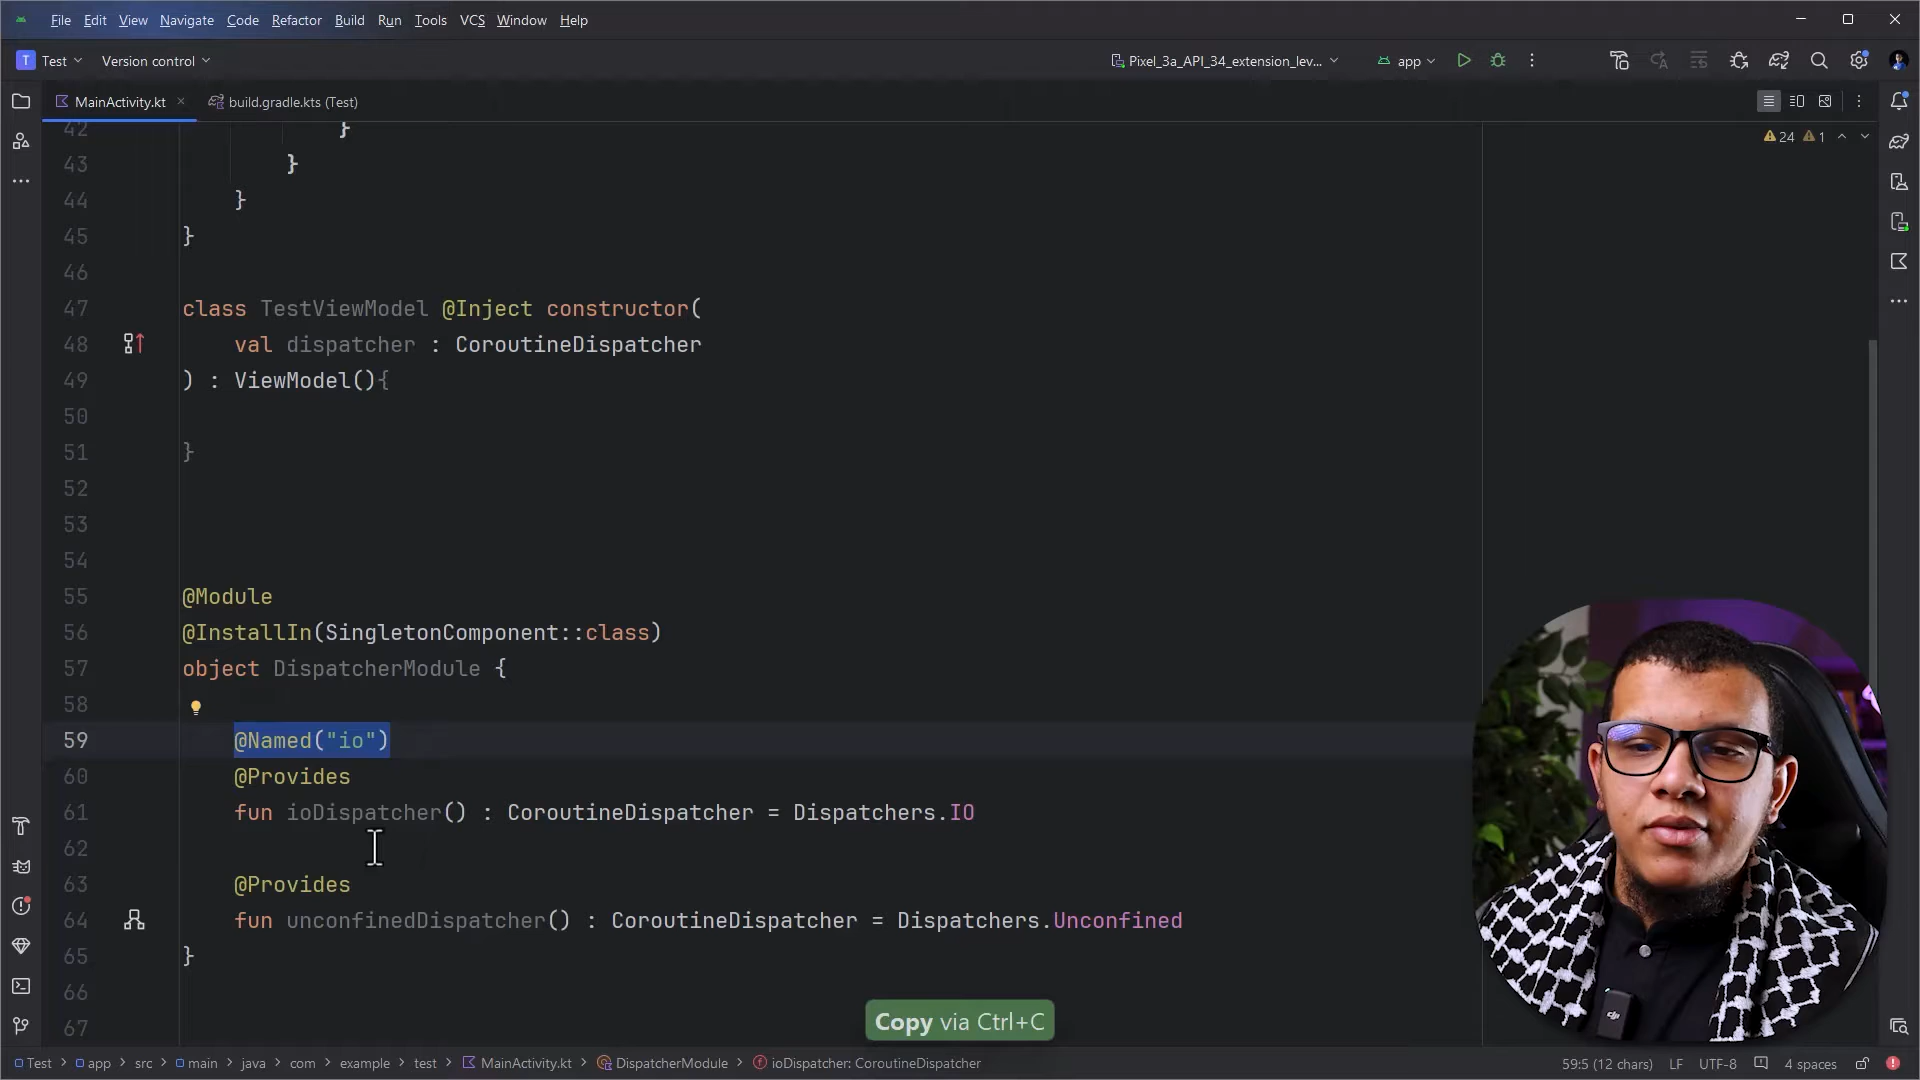 File Edit View Navigate Code Refactor Build Run Tools VCS Window Help
T Test Version control Pixel_3a_API_34_extension_lev... app
MainActivity.kt build.gradle.kts (Test)
24 1
42 }
43 }
44 }
45 }
46
47 class TestViewModel @Inject constructor(
48 val dispatcher : CoroutineDispatcher
49 ) : ViewModel(){
50
51 }
52
53
54
55 @Module
56 @InstallIn(SingletonComponent::class)
57 object DispatcherModule {
58
59 @Named("io")
60 @Provides
61 fun ioDispatcher() : CoroutineDispatcher = Dispatchers.IO
62
63 @Provides
64 fun unconfinedDispatcher() : CoroutineDispatcher = Dispatchers.Unconfined
65 }
66
67
Copy via Ctrl+C
dji
Test > app > src > main > java > com > example > test > MainActivity.kt > DispatcherModule > ioDispatcher: CoroutineDispatcher 59:5 (12 chars) LF UTF-8 4 spaces